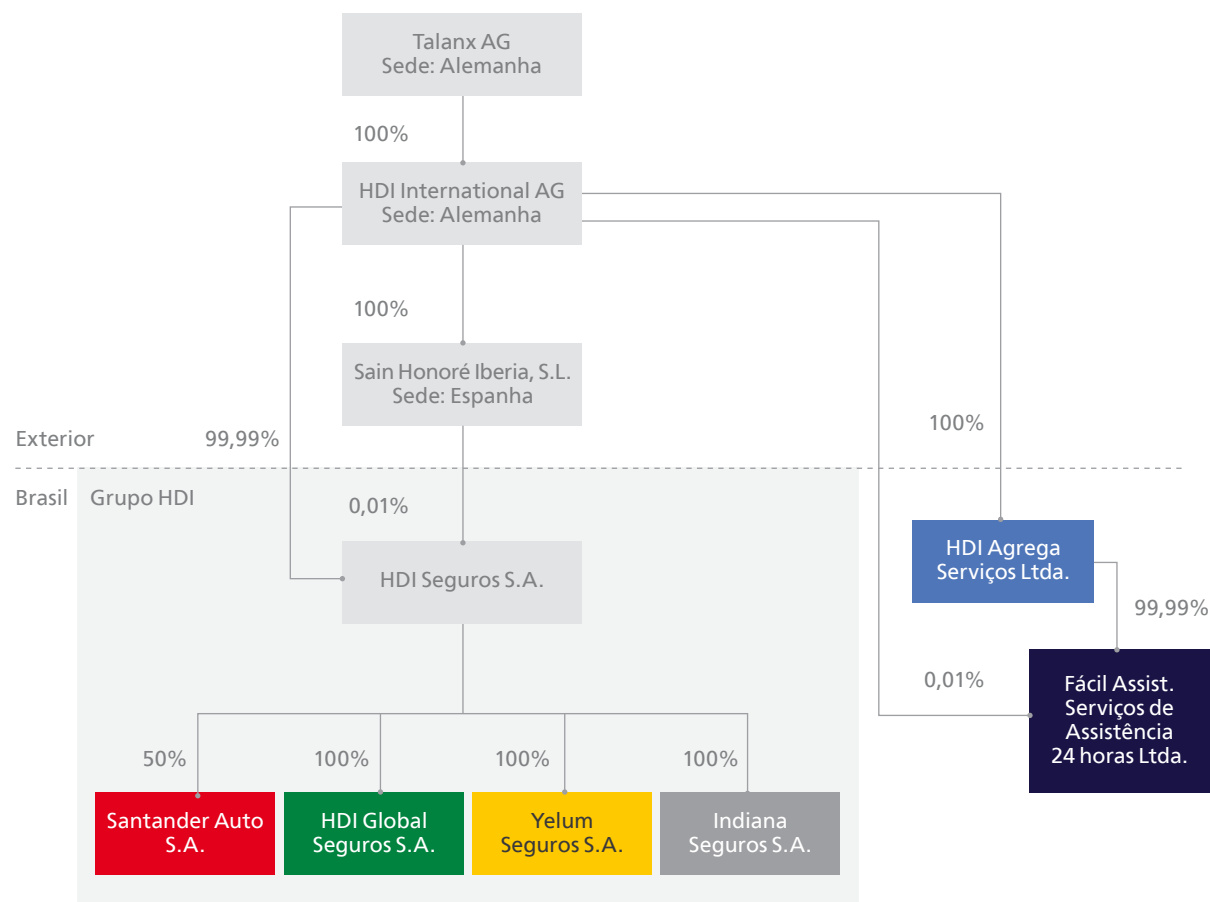 Talanx AG
Sede: Alemanha
100%
HDI International AG
Sede: Alemanha
100%
Sain Honoré Iberia, S.L.
Sede: Espanha
Exterior
99,99%
100%
Brasil
Grupo HDI
0,01%
HDI Seguros S.A.
HDI Agrega
Serviços Ltda.
99,99%
0,01%
Fácil Assist.
Serviços de
Assistência
24 horas Ltda.
50%
100%
100%
100%
Santander Auto
S.A.
HDI Global
Seguros S.A.
Yelum
Seguros S.A.
Indiana
Seguros S.A.